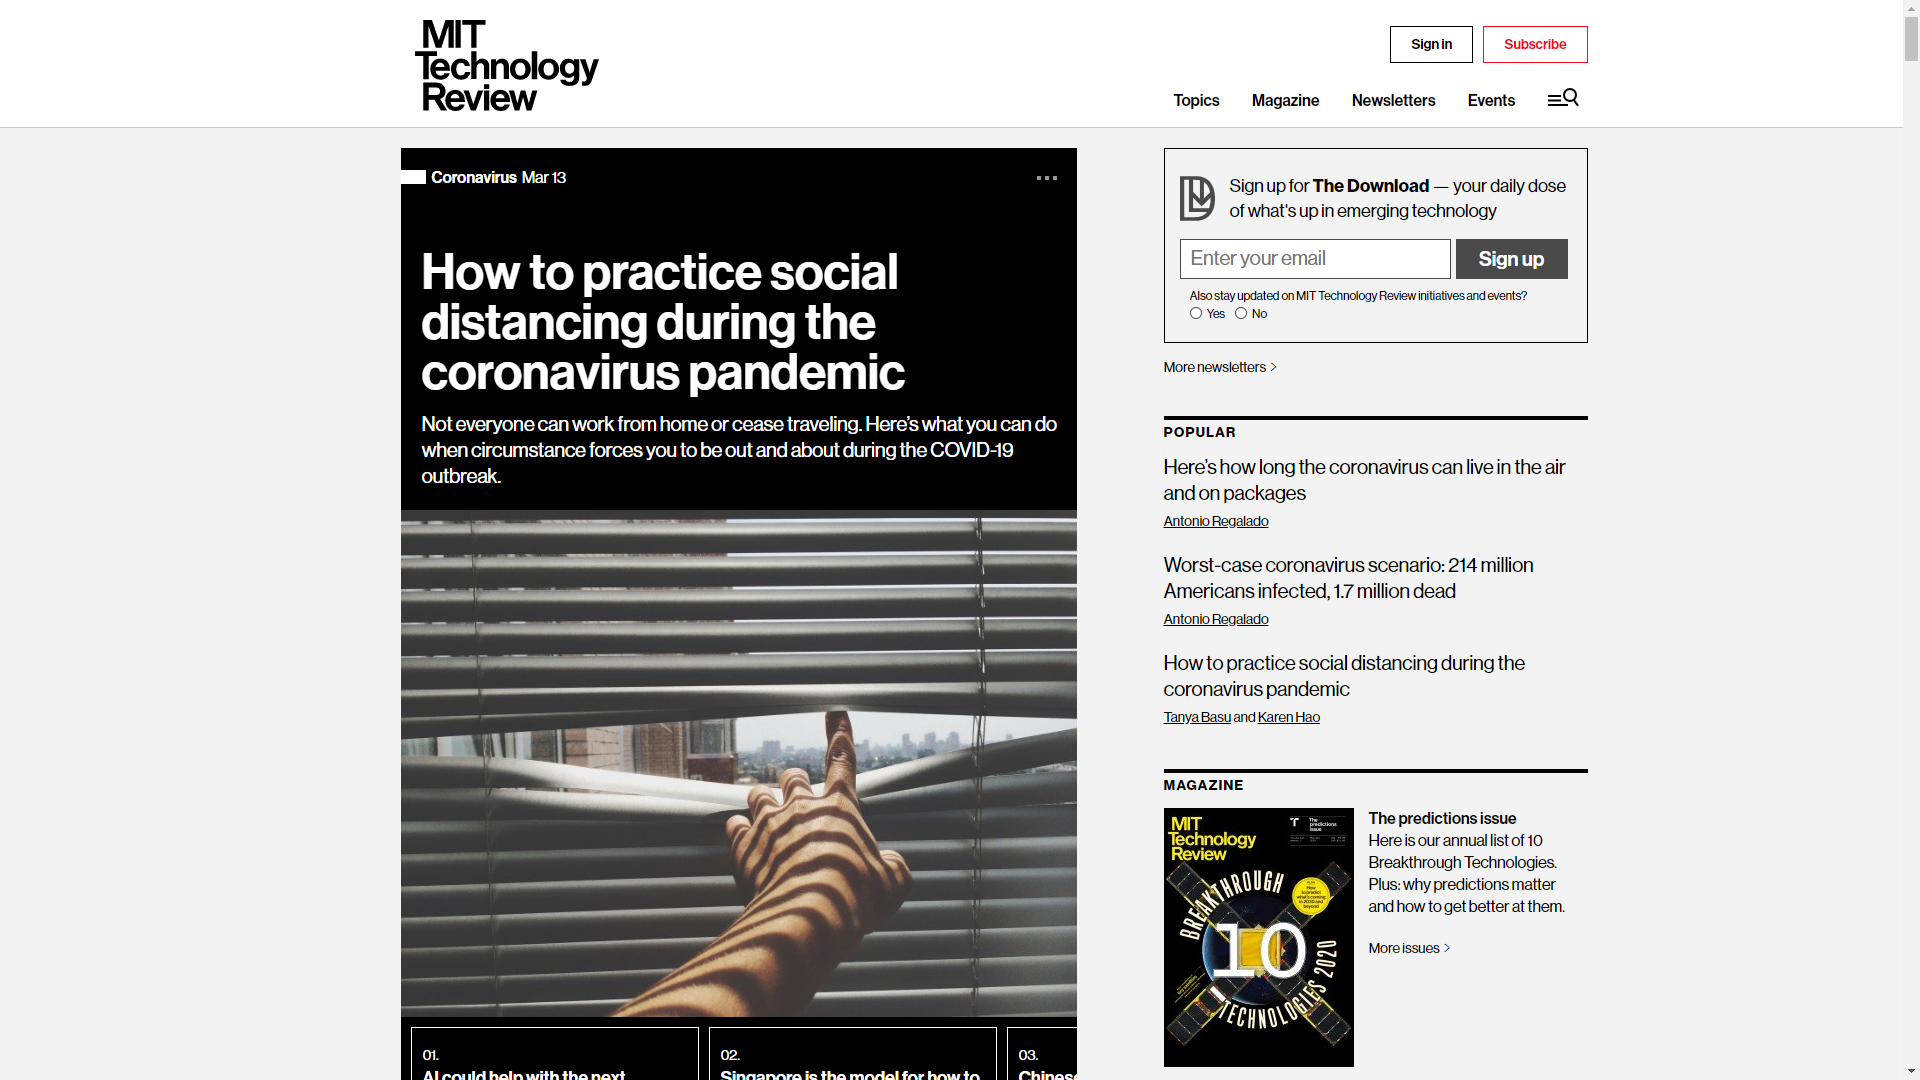 MIT
Technology
Review
Sign in
Subscribe
Topics
Magazine
Newsletters
Events
Coronavirus Mar 13
How to practice social
distancing during the
coronavirus pandemic
Not everyone can work from home or cease traveling. Here’s what you can do
when circumstance forces you to be out and about during the COVID-19
outbreak.
01.
AI could help with the next
02.
Singapore is the model for how to
03.
Sign up for The Download — your daily dose
of what's up in emerging technology
Enter your email
Sign up
Also stay updated on MIT Technology Review initiatives and events?
Yes
No
More newsletters >
POPULAR
Here’s how long the coronavirus can live in the air
and on packages
Antonio Regalado
Worst-case coronavirus scenario: 214 million
Americans infected, 1.7 million dead
Antonio Regalado
How to practice social distancing during the
coronavirus pandemic
Tanya Basu and Karen Hao
MAGAZINE
MIT
Technology
Review
The
predictions
issue
BREAKTHROUGH
10
TECHNOLOGIES 2020
The predictions issue
Here is our annual list of 10
Breakthrough Technologies.
Plus: why predictions matter
and how to get better at them.
More issues >